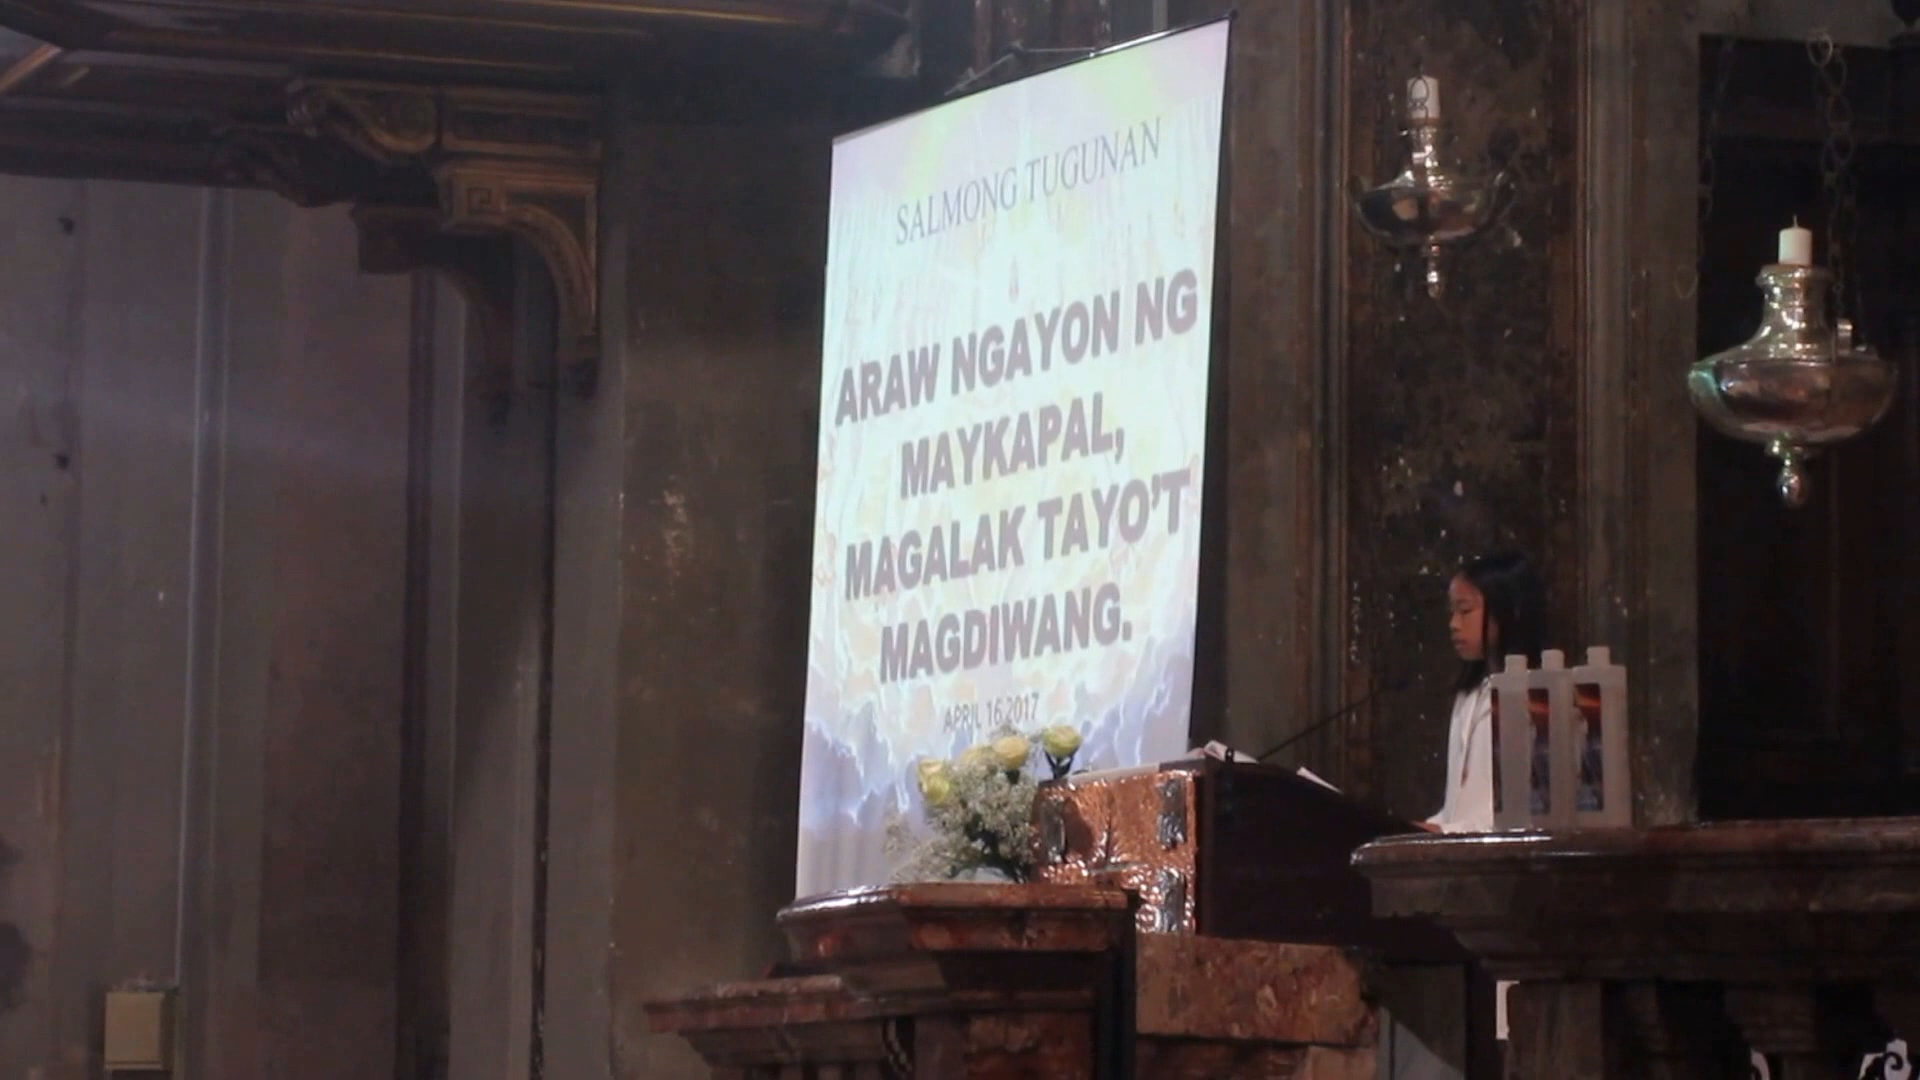 SALMONG TUGUNAN
ARAW NGAYON NG
MAYKAPAL,
MAGALAK TAYO'T
MAGDIWANG.
APRIL 16 2017